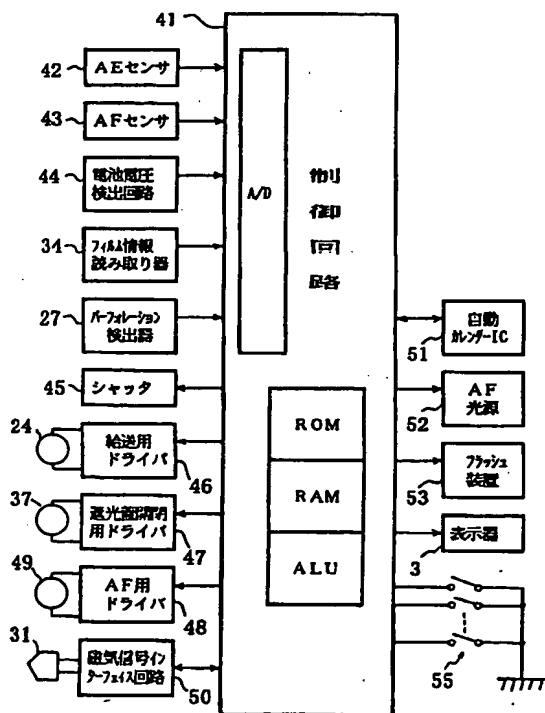 41
42
AEセンサ
43
AFセンサ
44
電池電圧
検出回路
34
フィルム情報
読み取り器
27
パーフォレーション
検出器
45
シャッタ
24
給送用
ドライバ
46
37
遮光蓋開閉
用ドライバ
47
49
AF用
ドライバ
48
31
磁気信号イン
ターフェイス回路
50
A/D
制
御
回
路
ROM
RAM
ALU
自動
カレンダーIC
51
AF
光源
52
フラッシュ
装置
53
表示器
3
55